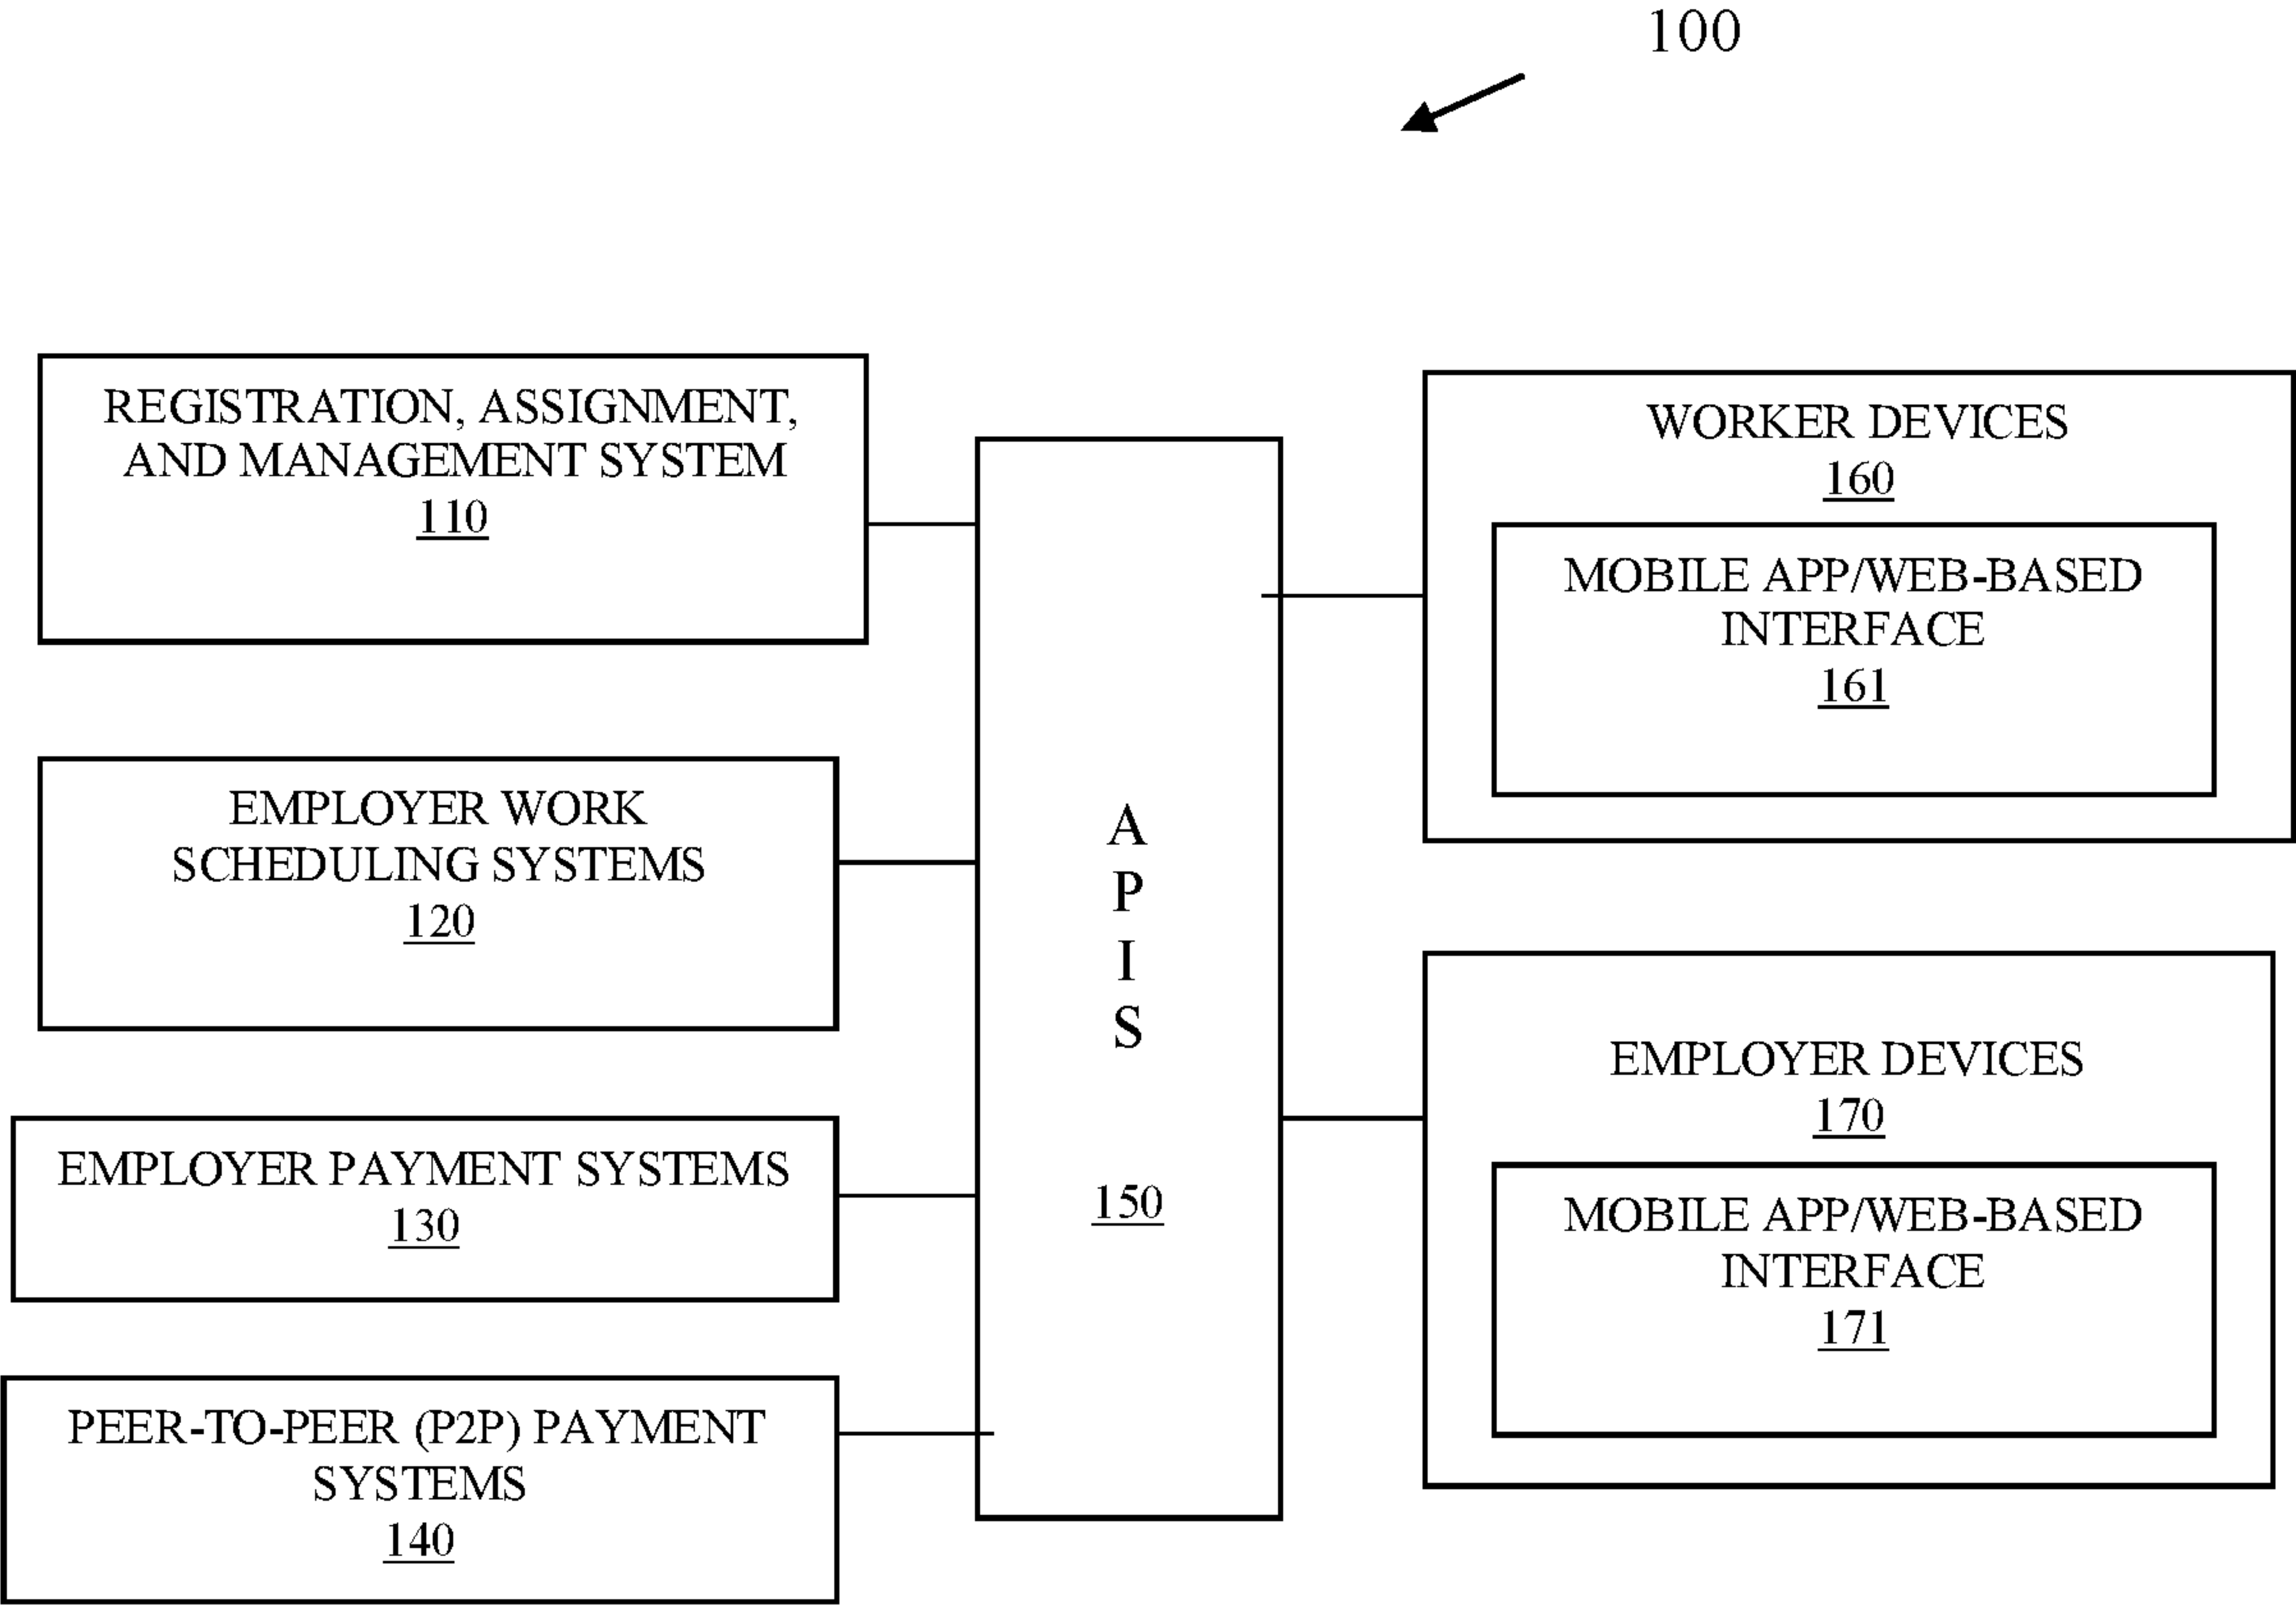 100
REGISTRATION, ASSIGNMENT,
AND MANAGEMENT SYSTEM
110
EMPLOYER WORK
SCHEDULING SYSTEMS
120
EMPLOYER PAYMENT SYSTEMS
130
PEER-TO-PEER (P2P) PAYMENT
SYSTEMS
140
A
P
I
S
150
WORKER DEVICES
160
MOBILE APP/WEB-BASED
INTERFACE
161
EMPLOYER DEVICES
170
MOBILE APP/WEB-BASED
INTERFACE
171